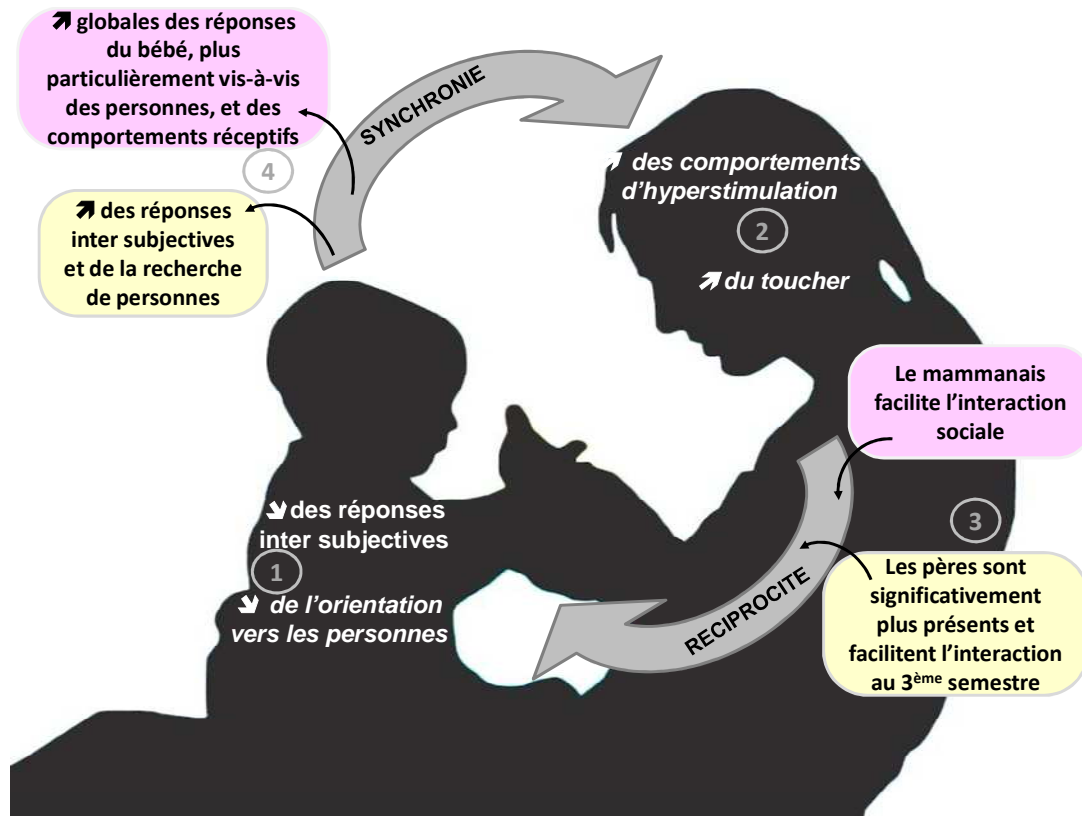 ↗ globales des réponses
du bébé, plus
particulièrement vis-à-vis
des personnes, et des
comportements réceptifs
4
↗ des réponses
inter subjectives
et de la recherche
de personnes
SYNCHRONIE
↗ des comportements
d'hyperstimulation
2
↗ du toucher
Le mammanais
facilite l'interaction
sociale
3
Les pères sont
significativement
plus présents et
facilitent l'interaction
au 3ème semestre
RECIPROCITE
↘ des réponses
inter subjectives
1
↘ de l'orientation
vers les personnes